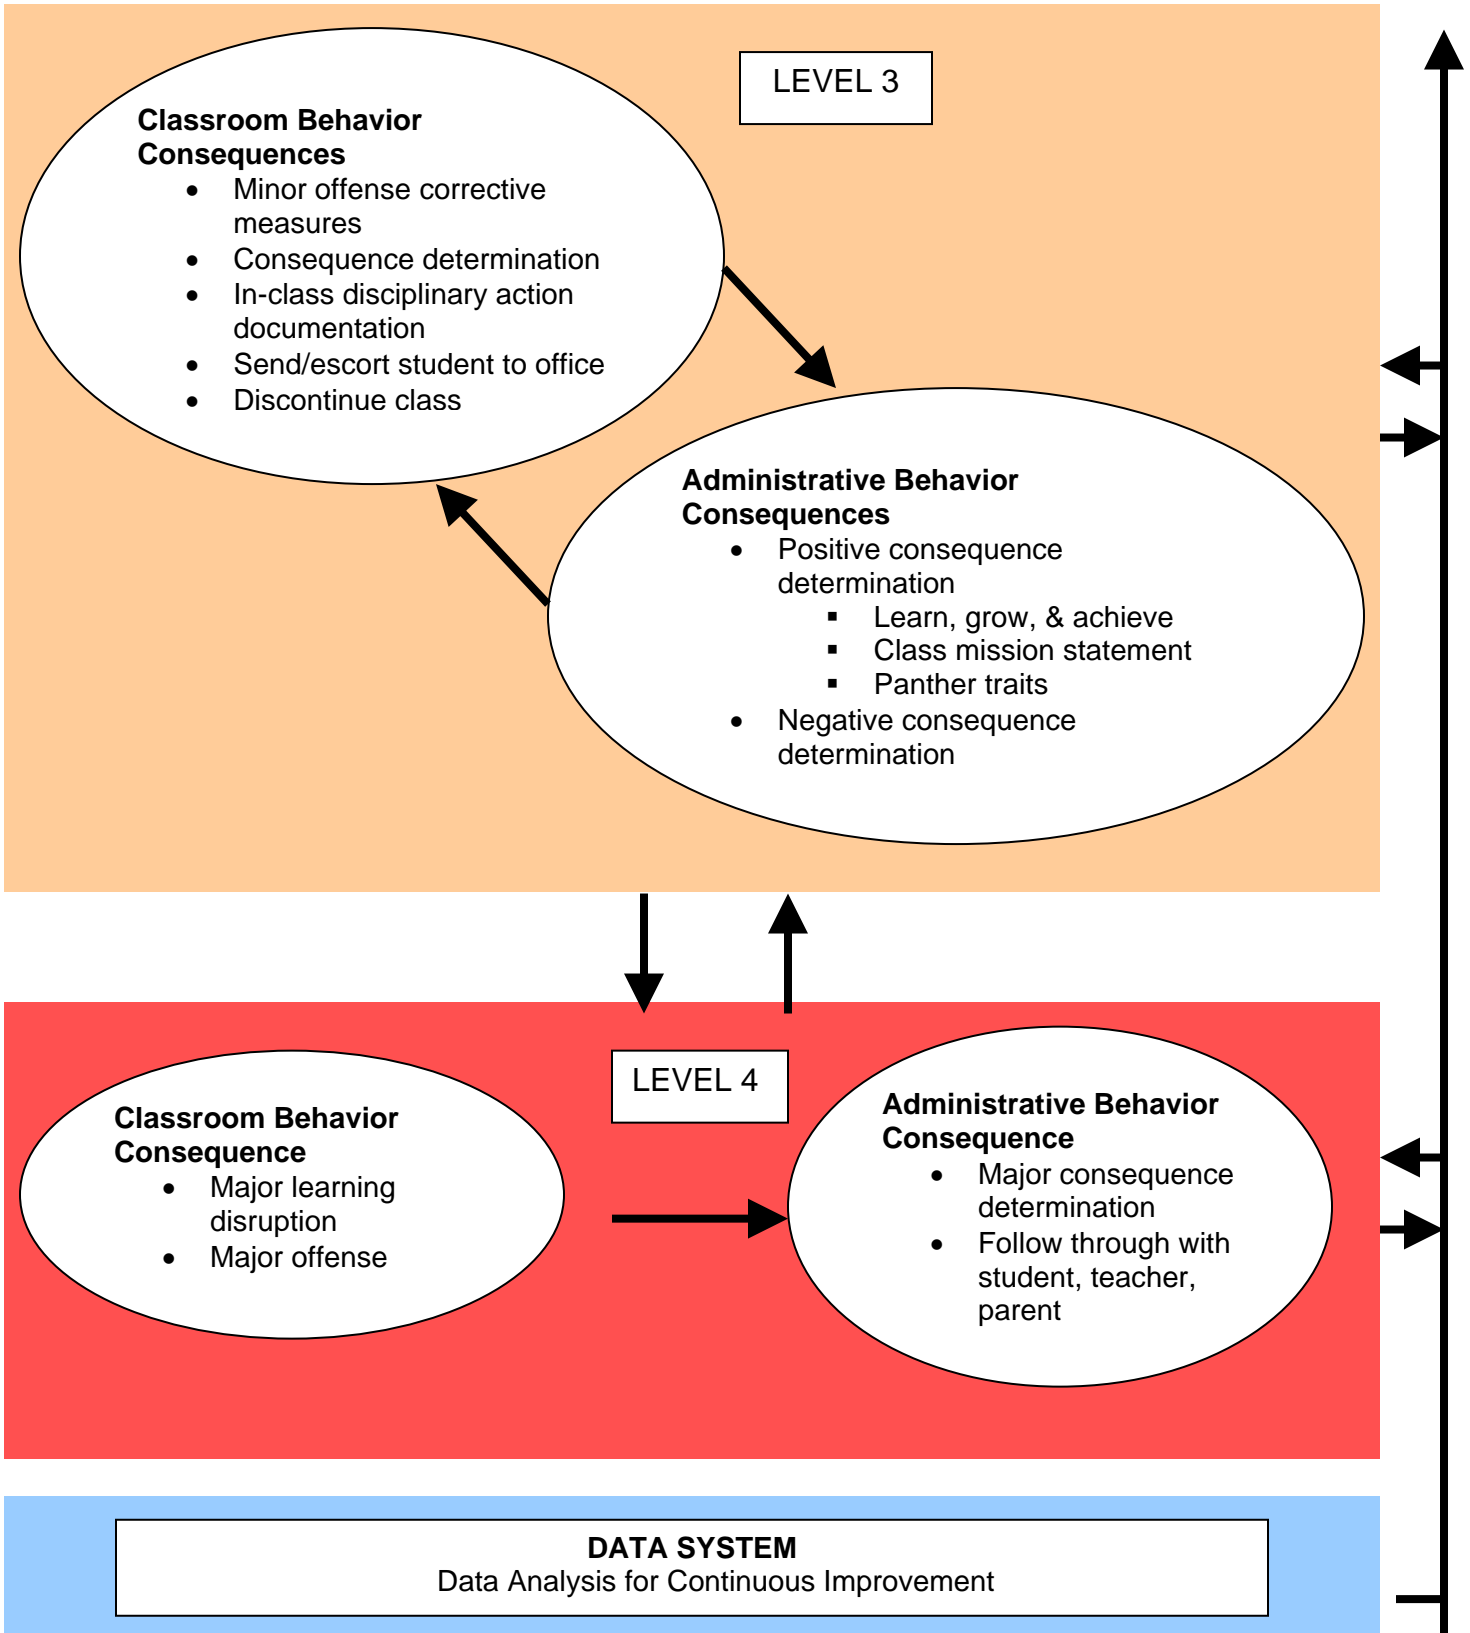 LEVEL 3
Classroom Behavior
Consequences
• Minor offense corrective
measures
• Consequence determination
• In-class disciplinary action
documentation
• Send/escort student to office
• Discontinue class
Administrative Behavior
Consequences
• Positive consequence
determination
▪ Learn, grow, & achieve
▪ Class mission statement
▪ Panther traits
• Negative consequence
determination
LEVEL 4
Classroom Behavior
Consequence
• Major learning
disruption
• Major offense
Administrative Behavior
Consequence
• Major consequence
determination
• Follow through with
student, teacher,
parent
DATA SYSTEM
Data Analysis for Continuous Improvement